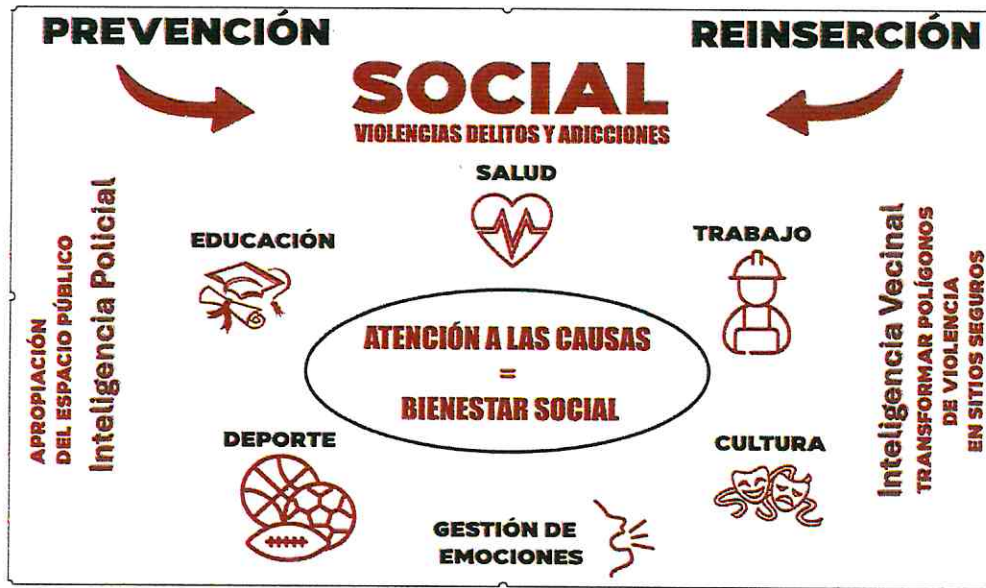 PREVENCIÓN
REINSERCIÓN
SOCIAL
VIOLENCIAS DELITOS Y ADICCIONES
SALUD
EDUCACIÓN
TRABAJO
APROPIACIÓN
DEL ESPACIO PÚBLICO
Inteligencia Policial
ATENCIÓN A LAS CAUSAS
=
BIENESTAR SOCIAL
Inteligencia Vecinal
TRANSFORMAR POLÍGONOS
DE VIOLENCIA
EN SITIOS SEGUROS
DEPORTE
CULTURA
GESTIÓN DE
EMOCIONES